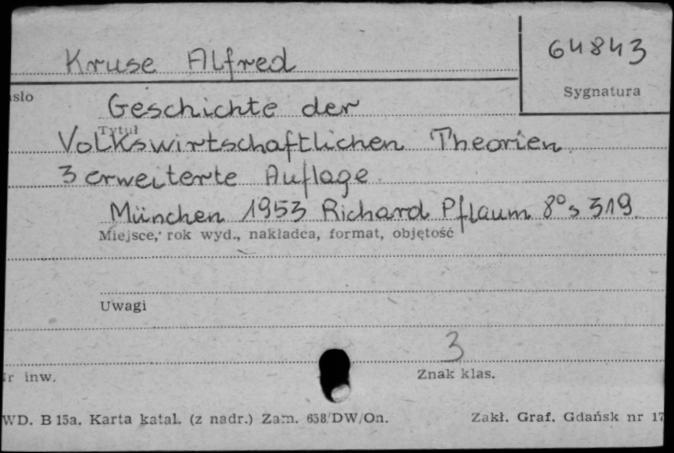 Kruse Alfred
64843
Sygnatura
Geschichte der
Tytuł
Volkswirtschaftlichen Theorien
3 erweiterte Auflage
München 1953 Richard Pflaum 8° s 319.
Miejsce, rok wyd., nakładca, format, objętość
Uwagi
3
Znak klas.
Nr inw.
WD. B 15a. Karta katal. (z nadr.) Zam. 658/DW/On.
Zakł. Graf. Gdańsk nr 17